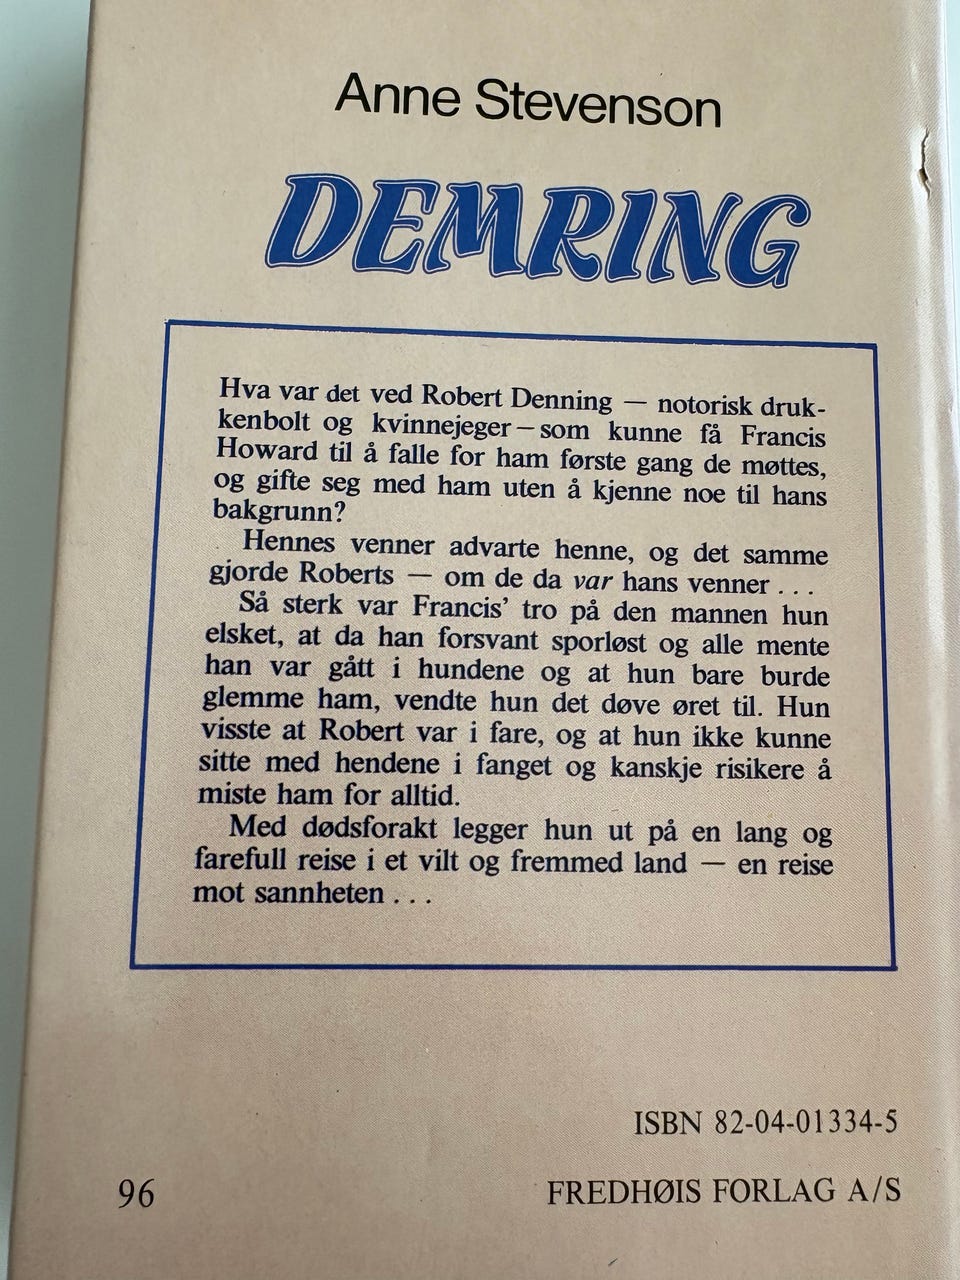 Anne Stevenson
DEMRING
Hva var det ved Robert Denning — notorisk druk-
kenbolt og kvinnejeger — som kunne få Francis
Howard til å falle for ham første gang de møttes,
og gifte seg med ham uten å kjenne noe til hans
bakgrunn?
Hennes venner advarte henne, og det samme
gjorde Roberts — om de da var hans venner . . .
Så sterk var Francis' tro på den mannen hun
elsket, at da han forsvant sporløst og alle mente
han var gått i hundene og at hun bare burde
glemme ham, vendte hun det døve øret til. Hun
visste at Robert var i fare, og at hun ikke kunne
sitte med hendene i fanget og kanskje risikere å
miste ham for alltid.
Med dødsforakt legger hun ut på en lang og
farefull reise i et vilt og fremmed land — en reise
mot sannheten . . .
ISBN 82-04-01334-5
96 FREDHØIS FORLAG A/S